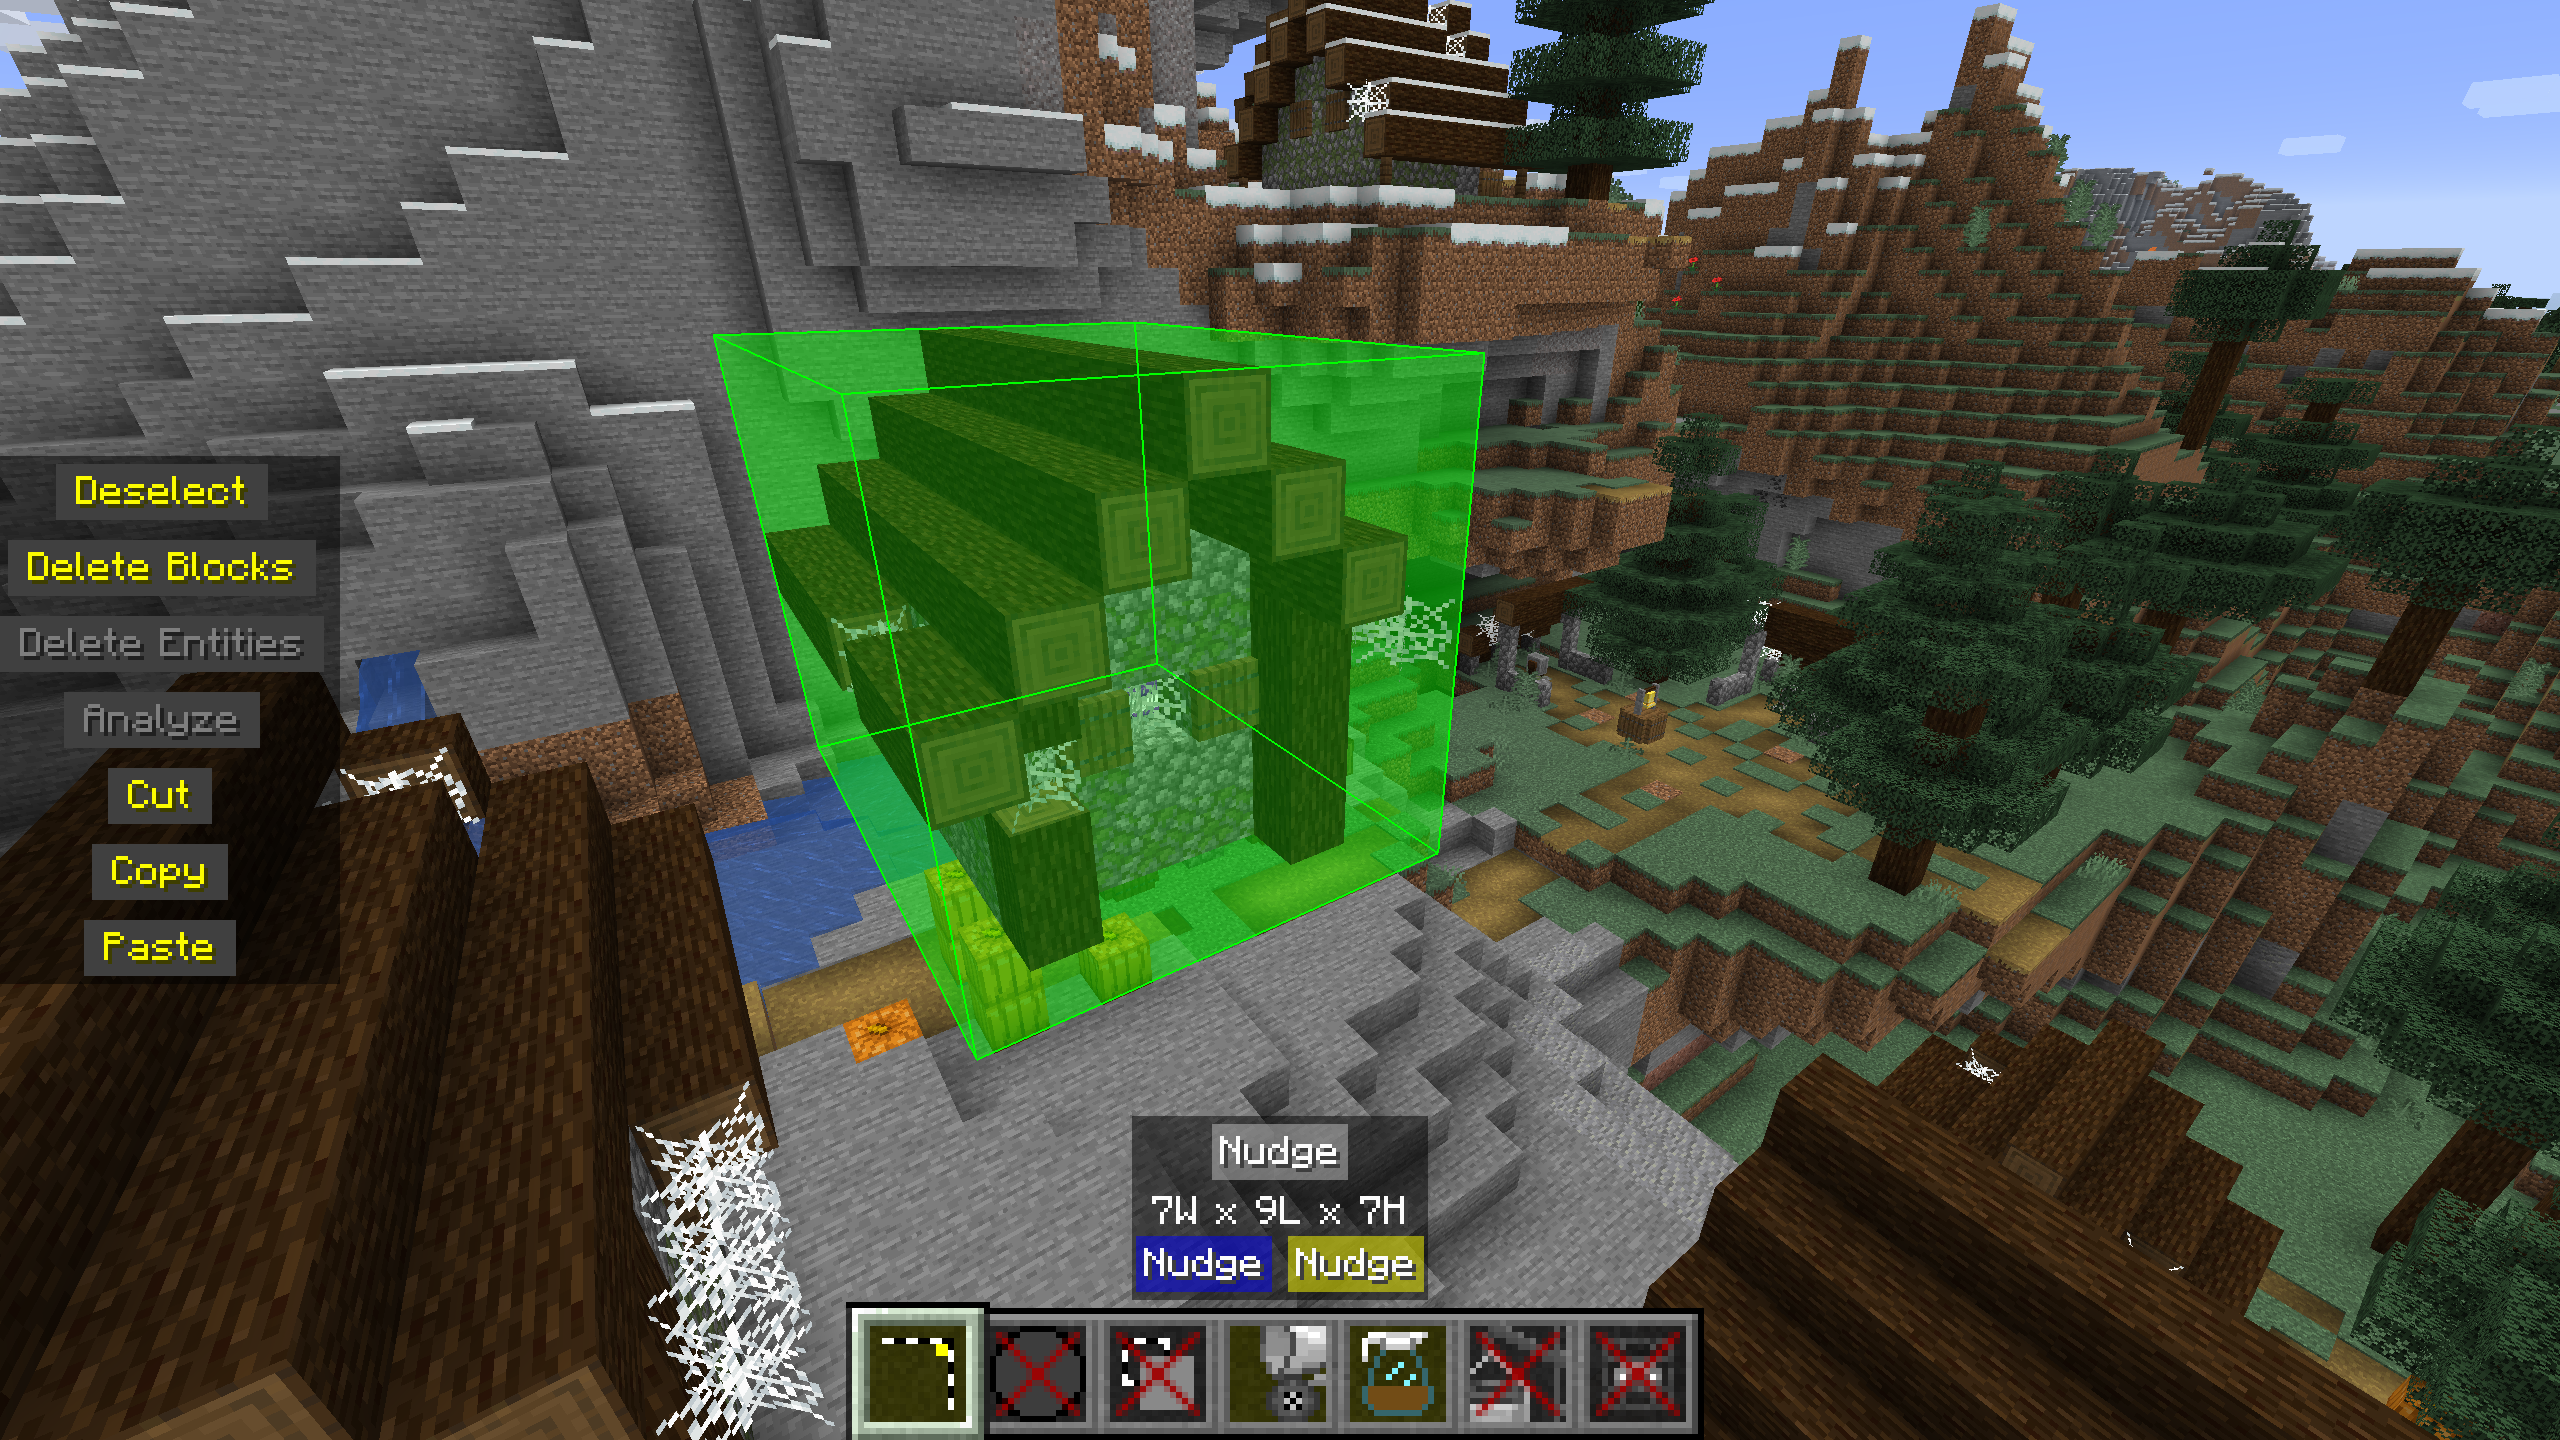 Deselect
Delete Blocks
Delete Entities
Analyze
Cut
Copy
Paste
Nudge
7W x 9L x 7H
Nudge Nudge